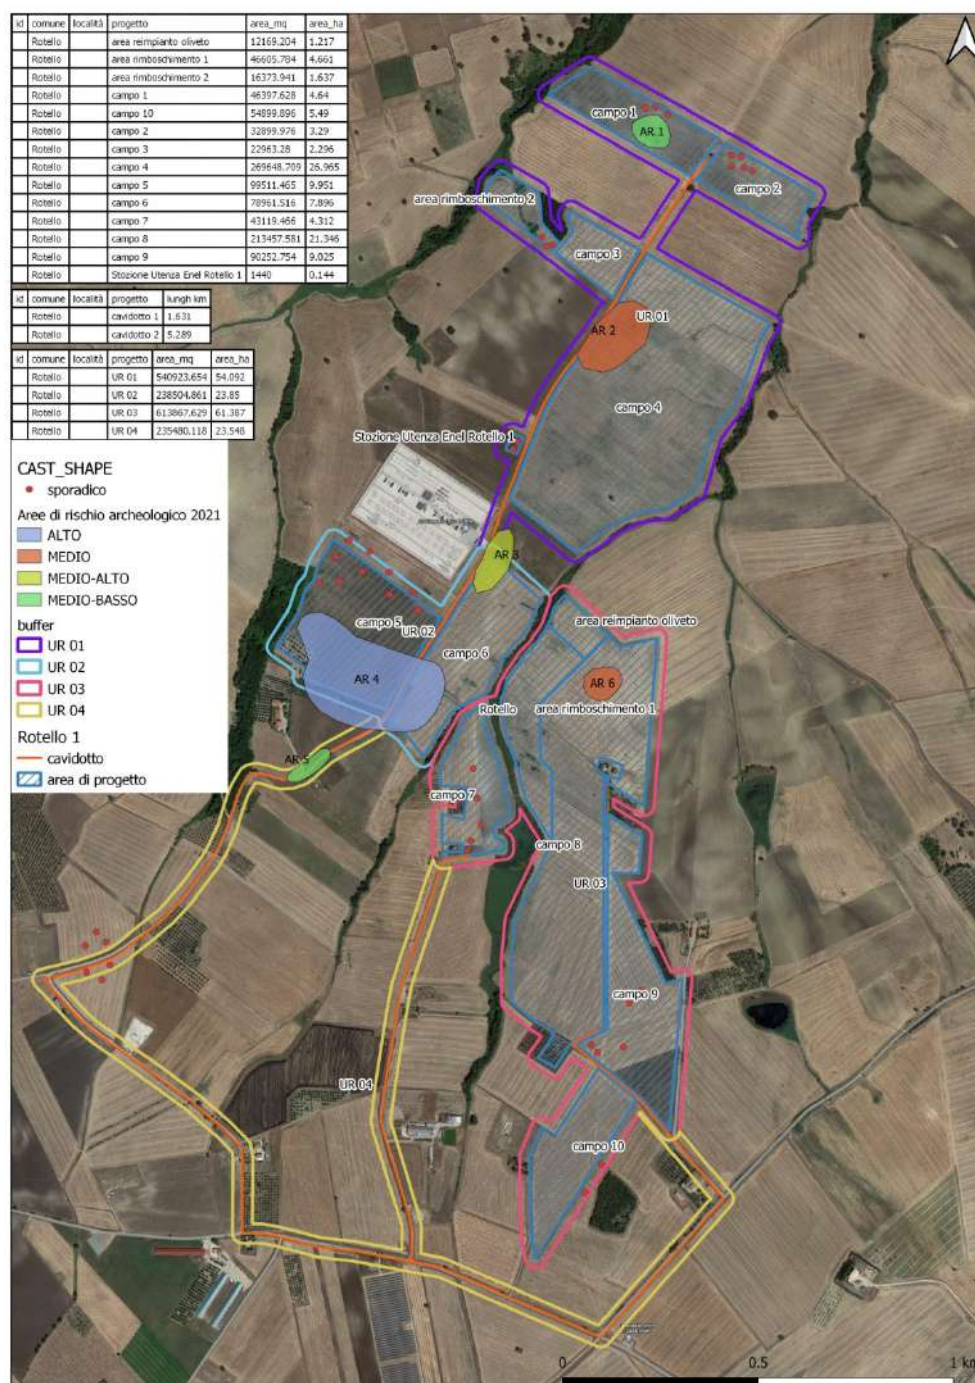 id comune località progetto area_mq area_ha
Rotello area reimpianto oliveto 12169.204 1.217
Rotello area rimboschimento 1 46605.784 4.661
Rotello area rimboschimento 2 16373.941 1.637
Rotello campo 1 46397.628 4.64
Rotello campo 10 54899.896 5.49
Rotello campo 2 32899.976 3.29
Rotello campo 3 22963.28 2.296
Rotello campo 4 269648.709 26.965
Rotello campo 5 99511.465 9.951
Rotello campo 6 78961.516 7.896
Rotello campo 7 43119.466 4.312
Rotello campo 8 213457.581 21.346
Rotello campo 9 90252.754 9.025
Rotello Stozione Utenza Enel Rotello 1 1440 0.144
id comune località progetto lungh km
Rotello cavidotto 1 1.631
Rotello cavidotto 2 5.289
id comune località progetto area_mq area_ha
Rotello UR 01 540923.654 54.092
Rotello UR 02 238504.861 23.85
Rotello UR 03 613867.629 61.387
Rotello UR 04 235480.118 23.548
CAST_SHAPE
sporadico
Aree di rischio archeologico 2021
ALTO
MEDIO
MEDIO-ALTO
MEDIO-BASSO
buffer
UR 01
UR 02
UR 03
UR 04
Rotello 1
cavidotto
area di progetto
campo 1
AR 1
campo 2
area rimboschimento 2
campo 3
UR 01
AR 2
campo 4
Stozione Utenza Enel Rotello 1
AR 3
campo 5
UR 02
area reimpianto oliveto
campo 6
AR 4
AR 6
Rotello
area rimboschimento 1
AR 5
campo 7
campo 8
UR 03
campo 9
UR 04
campo 10
0 0.5 1 km